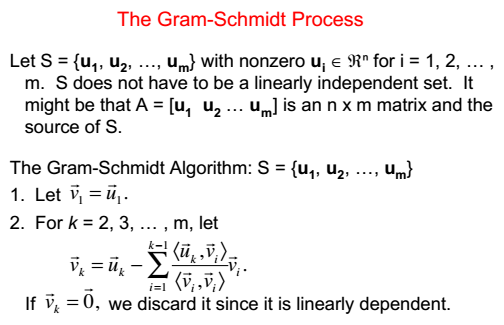 The Gram-Schmidt Process
Let S = {u₁, u₂, …, uₘ} with nonzero uᵢ ∈ ℜⁿ for i = 1, 2, … ,
m. S does not have to be a linearly independent set. It
might be that A = [u₁ u₂ … uₘ] is an n x m matrix and the
source of S.
The Gram-Schmidt Algorithm: S = {u₁, u₂, …, uₘ}
1. Let v⃗₁ = u⃗₁.
2. For k = 2, 3, … , m, let
v⃗ₖ = u⃗ₖ − ∑ᵢ₌₁ᵏ⁻¹ ⟨u⃗ₖ, v⃗ᵢ⟩ / ⟨v⃗ᵢ, v⃗ᵢ⟩ v⃗ᵢ.
If v⃗ₖ = 0⃗, we discard it since it is linearly dependent.